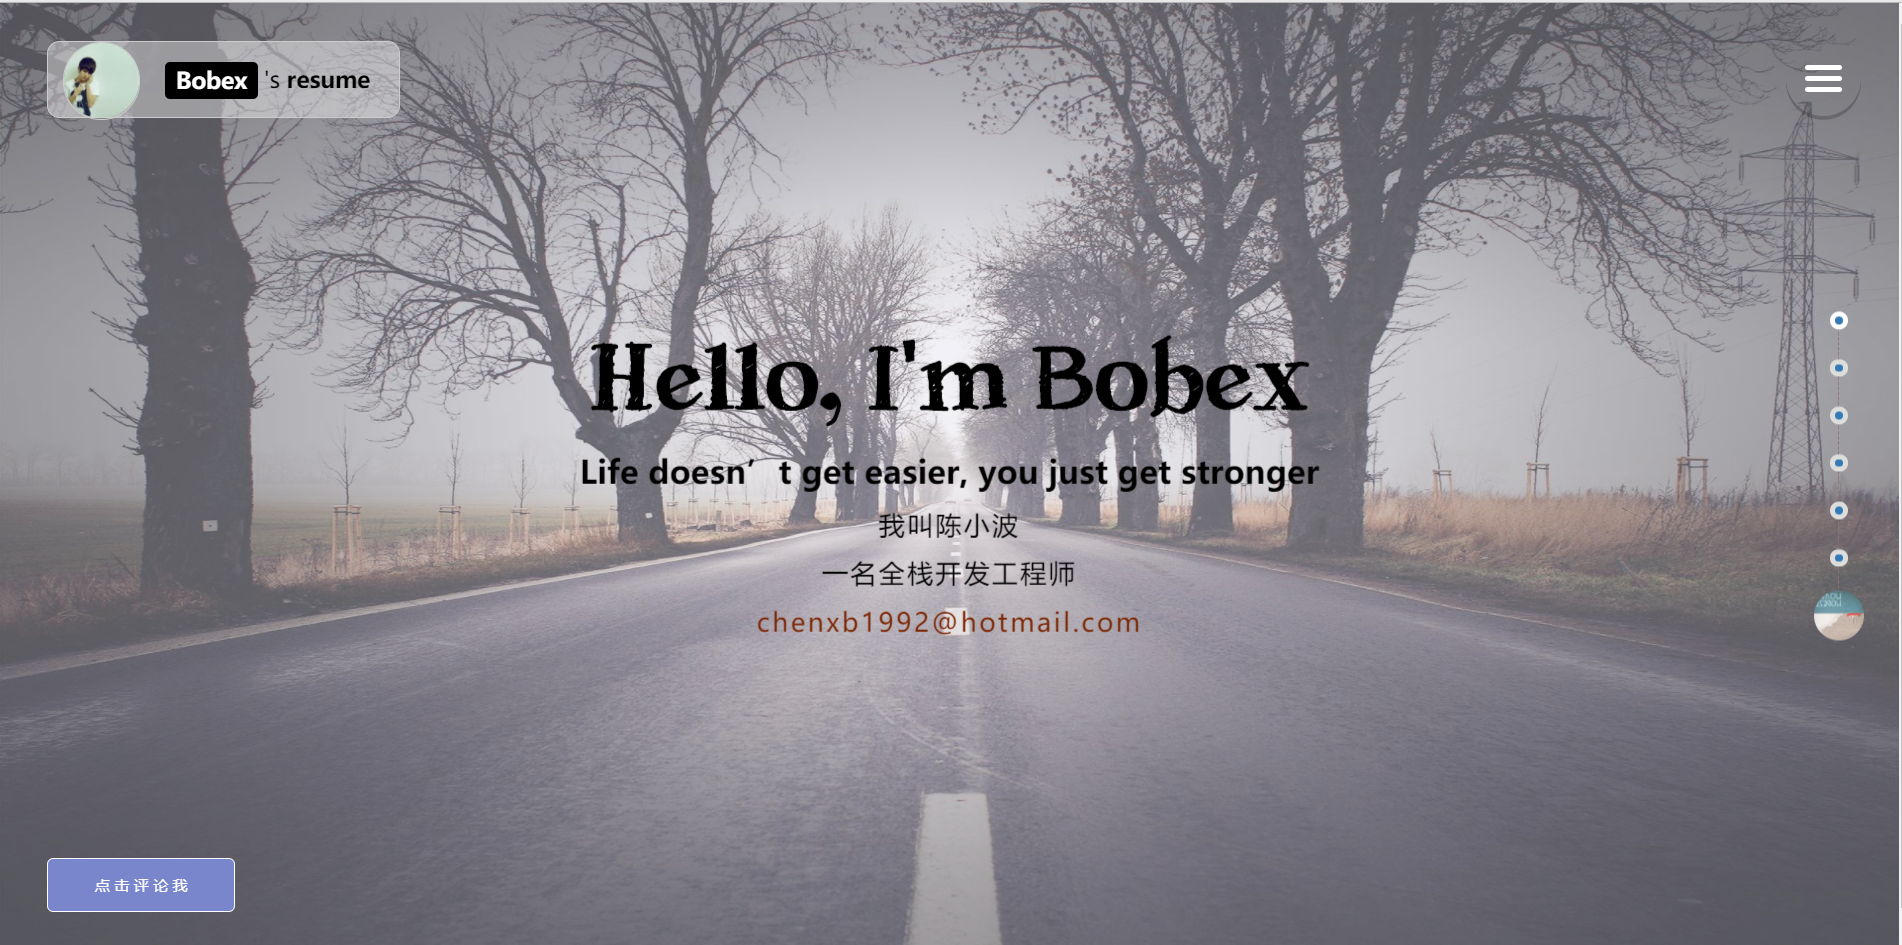 Bobex 's resume
Hello, I'm Bobex
Life doesn’t get easier, you just get stronger
我叫陈小波
一名全栈开发工程师
chenxb1992@hotmail.com
点击评论我